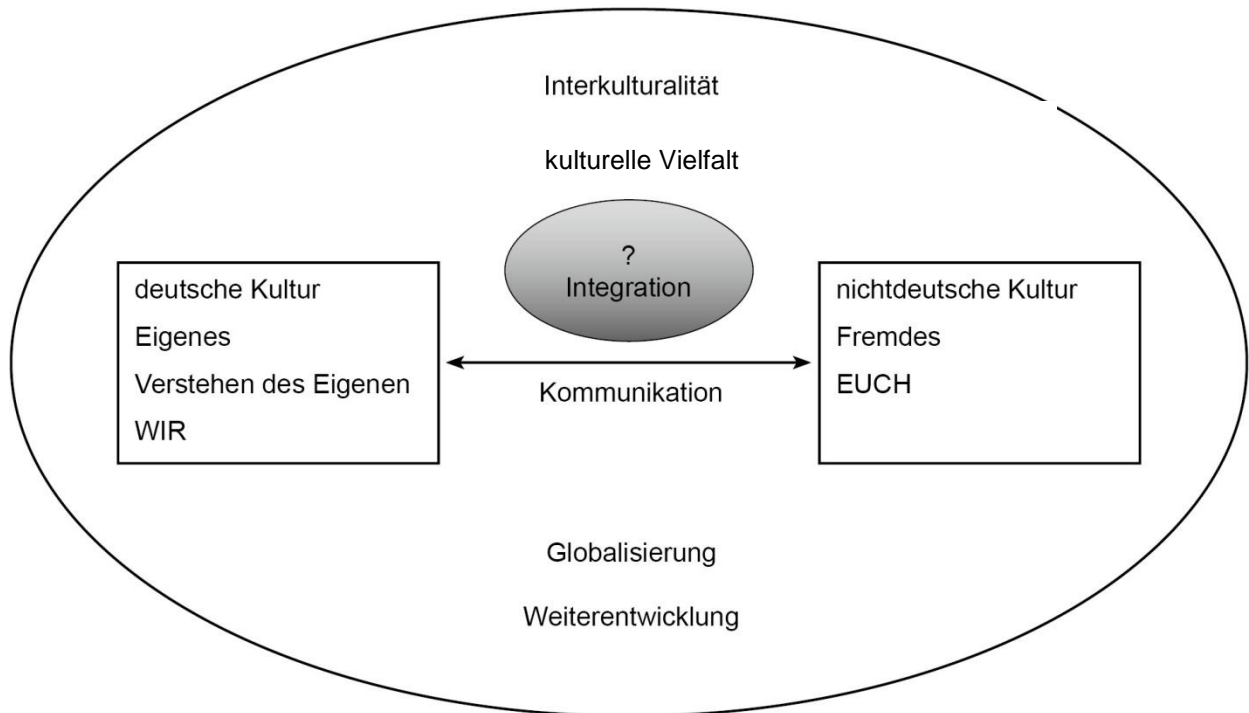 Interkulturalität
kulturelle Vielfalt
?
Integration
deutsche Kultur
Eigenes
Verstehen des Eigenen
WIR
Kommunikation
nichtdeutsche Kultur
Fremdes
EUCH
Globalisierung
Weiterentwicklung